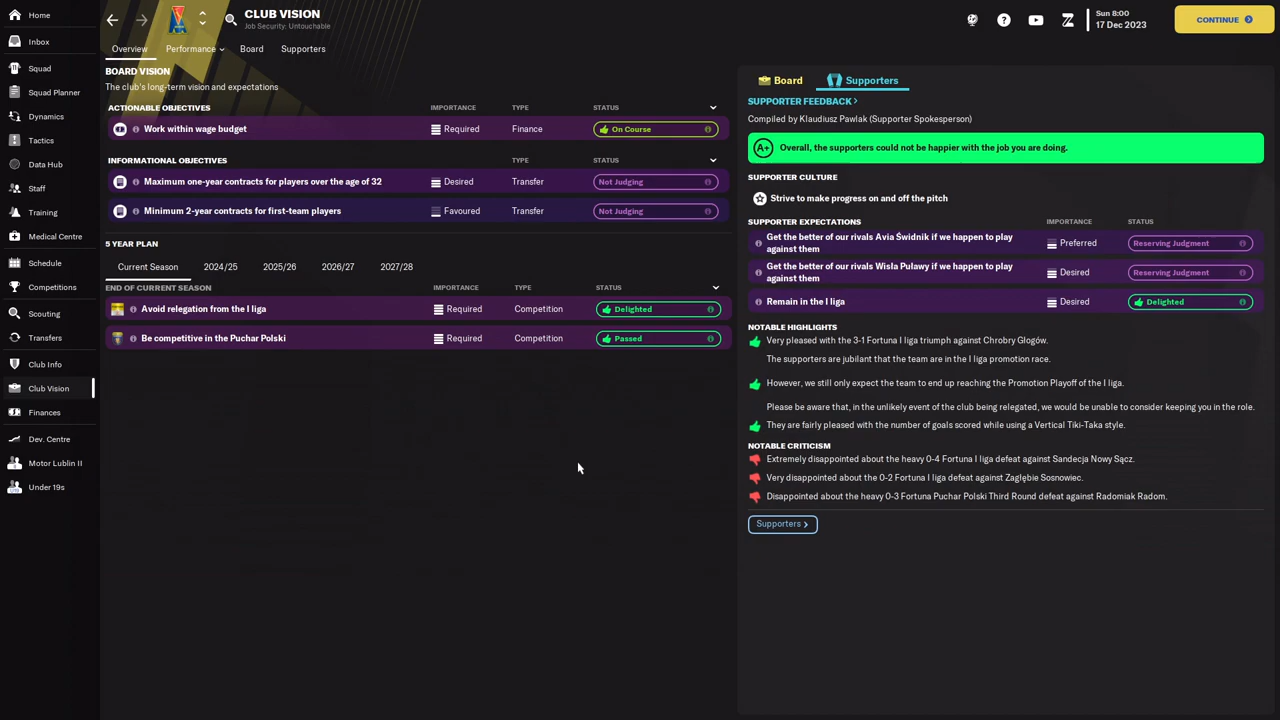 Home
Inbox
Squad
Squad Planner
Dynamics
Tactics
Data Hub
Staff
Training
Medical Centre
Schedule
Competitions
Scouting
Transfers
Club Info
Club Vision
Finances
Dev. Centre
Motor Lublin II
Under 19s
CLUB VISION
Job Security: Untouchable
Sun 8:00
17 Dec 2023
CONTINUE
Overview Performance Board Supporters
BOARD VISION
The club's long-term vision and expectations
ACTIONABLE OBJECTIVES IMPORTANCE TYPE STATUS
Work within wage budget Required Finance On Course
INFORMATIONAL OBJECTIVES TYPE STATUS
Maximum one-year contracts for players over the age of 32 Desired Transfer Not Judging
Minimum 2-year contracts for first-team players Favoured Transfer Not Judging
5 YEAR PLAN
Current Season 2024/25 2025/26 2026/27 2027/28
END OF CURRENT SEASON IMPORTANCE TYPE STATUS
Avoid relegation from the I liga Required Competition Delighted
Be competitive in the Puchar Polski Required Competition Passed
Board Supporters
SUPPORTER FEEDBACK >
Compiled by Klaudiusz Pawlak (Supporter Spokesperson)
A+ Overall, the supporters could not be happier with the job you are doing.
SUPPORTER CULTURE
Strive to make progress on and off the pitch
SUPPORTER EXPECTATIONS IMPORTANCE STATUS
Get the better of our rivals Avia Świdnik if we happen to play
against them Preferred Reserving Judgment
Get the better of our rivals Wisła Puławy if we happen to play
against them Desired Reserving Judgment
Remain in the I liga Desired Delighted
NOTABLE HIGHLIGHTS
Very pleased with the 3-1 Fortuna I liga triumph against Chrobry Głogów.
The supporters are jubilant that the team are in the I liga promotion race.
However, we still only expect the team to end up reaching the Promotion Playoff of the I liga.
Please be aware that, in the unlikely event of the club being relegated, we would be unable to consider keeping you in the role.
They are fairly pleased with the number of goals scored while using a Vertical Tiki-Taka style.
NOTABLE CRITICISM
Extremely disappointed about the heavy 0-4 Fortuna I liga defeat against Sandecja Nowy Sącz.
Very disappointed about the 0-2 Fortuna I liga defeat against Zagłębie Sosnowiec.
Disappointed about the heavy 0-3 Fortuna Puchar Polski Third Round defeat against Radomiak Radom.
Supporters >